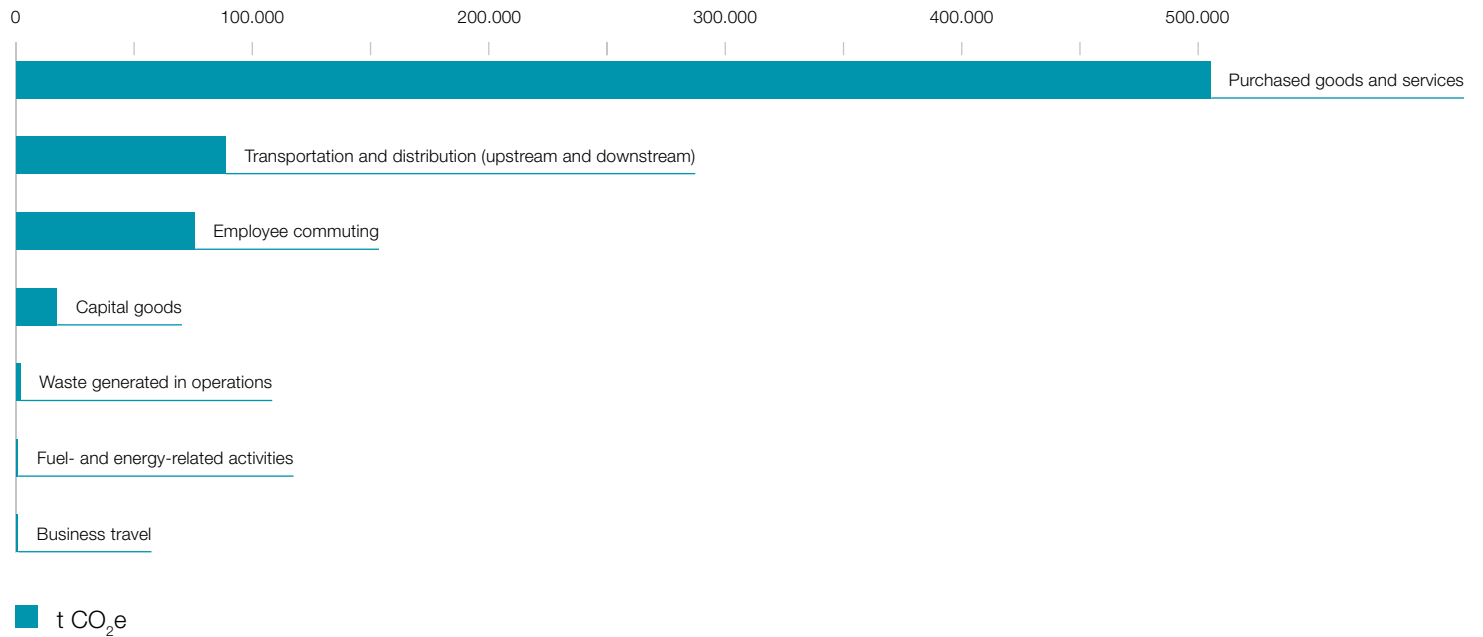 0 100.000 200.000 300.000 400.000 500.000
Purchased goods and services
Transportation and distribution (upstream and downstream)
Employee commuting
Capital goods
Waste generated in operations
Fuel- and energy-related activities
Business travel
t CO₂e